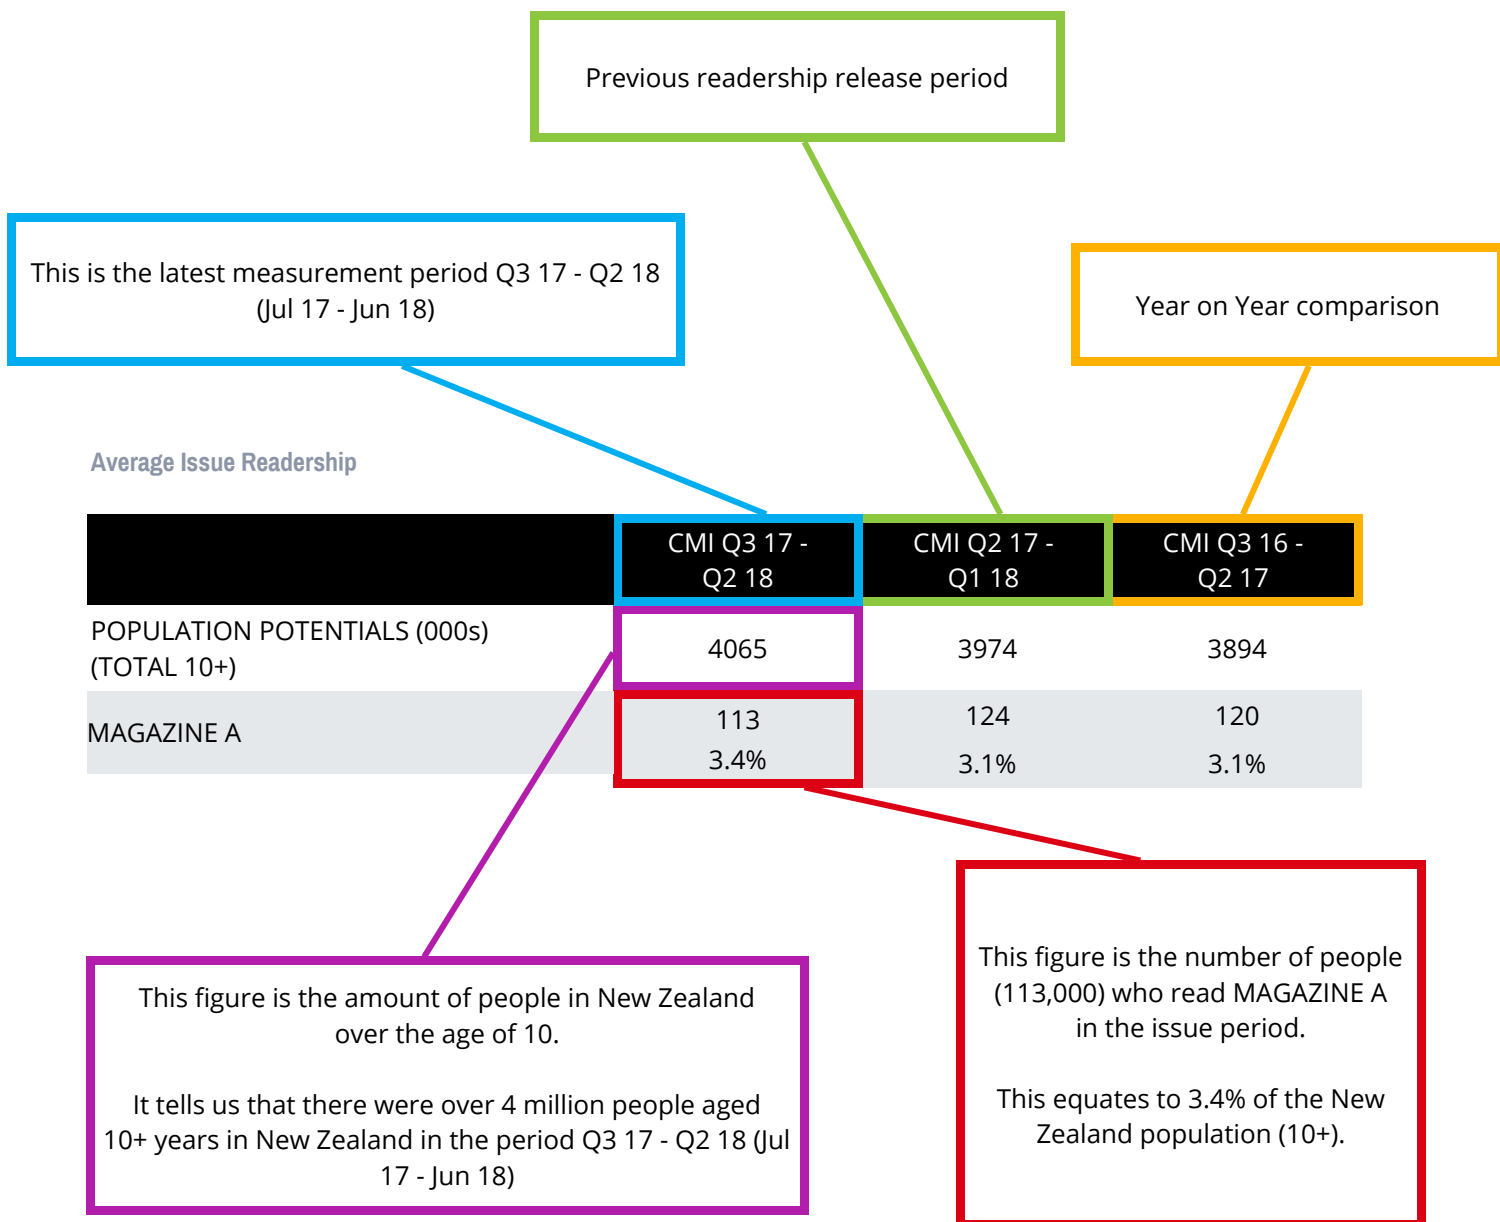 Previous readership release period
This is the latest measurement period Q3 17 - Q2 18
(Jul 17 - Jun 18)
Year on Year comparison
Average Issue Readership
CMI Q3 17 -
Q2 18
CMI Q2 17 -
Q1 18
CMI Q3 16 -
Q2 17
POPULATION POTENTIALS (000s)
(TOTAL 10+)
4065
3974
3894
MAGAZINE A
113
3.4%
124
3.1%
120
3.1%
This figure is the amount of people in New Zealand
over the age of 10.
It tells us that there were over 4 million people aged
10+ years in New Zealand in the period Q3 17 - Q2 18 (Jul
17 - Jun 18)
This figure is the number of people
(113,000) who read MAGAZINE A
in the issue period.
This equates to 3.4% of the New
Zealand population (10+).